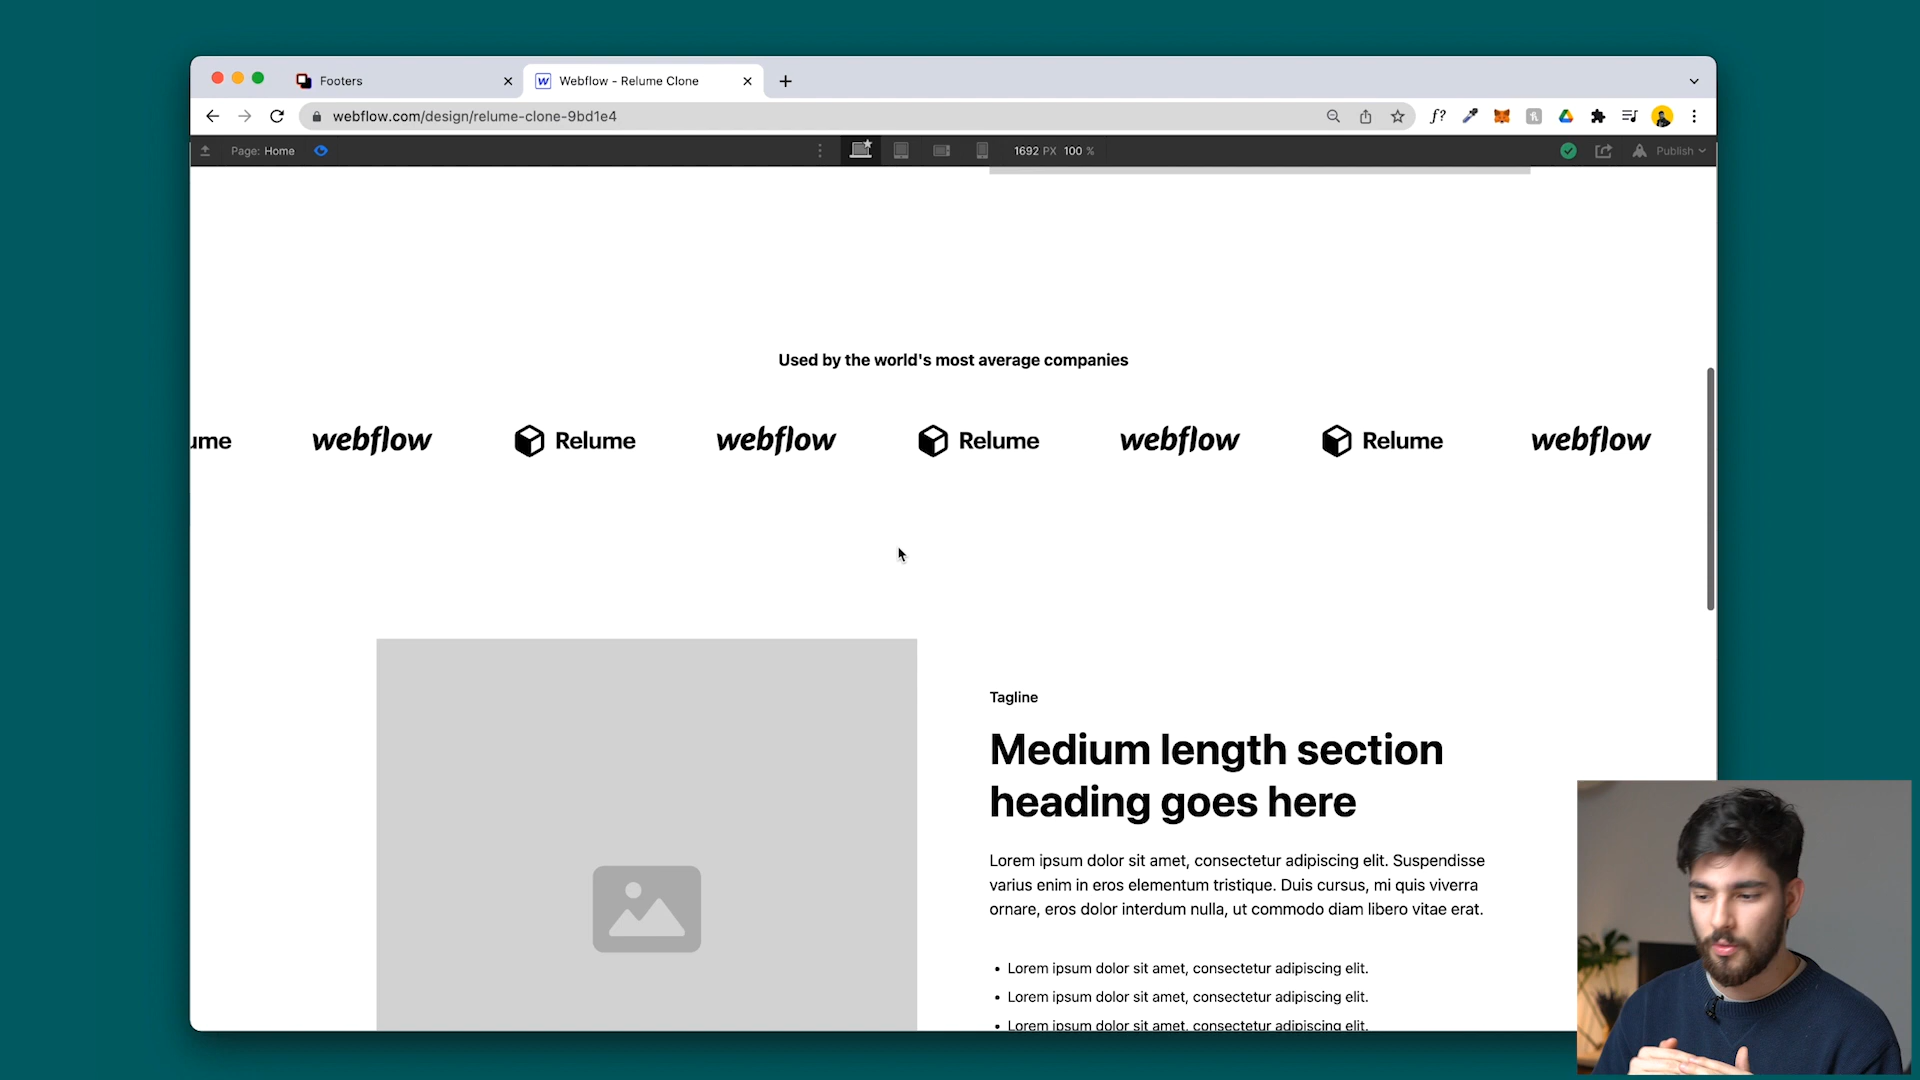 Footers
Webflow - Relume Clone
webflow.com/design/relume-clone-9bd1e4
f?
Page: Home
1692 PX 100 %
Publish
Used by the world's most average companies
ume webflow Relume webflow Relume webflow Relume webflow
Tagline
Medium length section
heading goes here
Lorem ipsum dolor sit amet, consectetur adipiscing elit. Suspendisse
varius enim in eros elementum tristique. Duis cursus, mi quis viverra
ornare, eros dolor interdum nulla, ut commodo diam libero vitae erat.
• Lorem ipsum dolor sit amet, consectetur adipiscing elit.
• Lorem ipsum dolor sit amet, consectetur adipiscing elit.
• Lorem ipsum dolor sit amet, consectetur adipiscing elit.